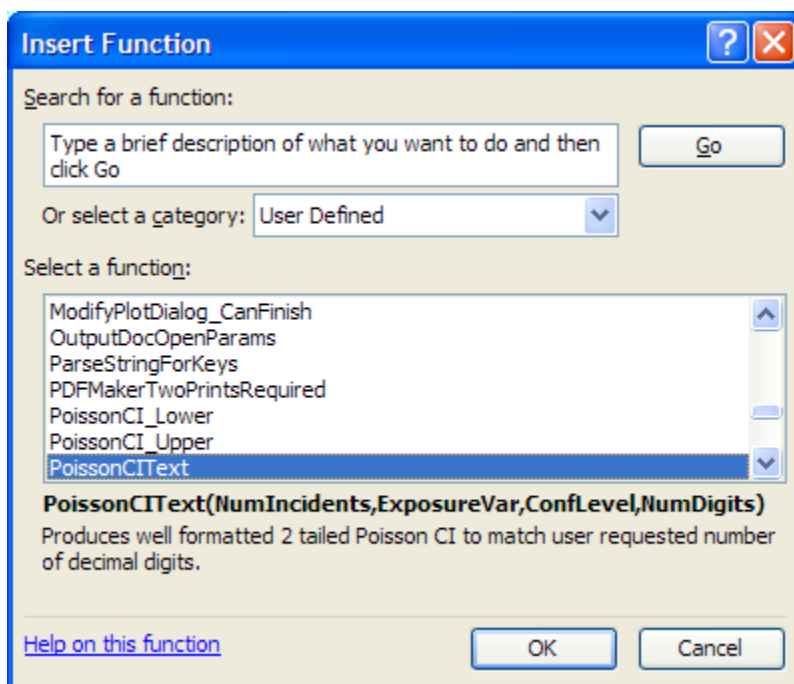 Insert Function
?
Search for a function:
Type a brief description of what you want to do and then
click Go
Go
Or select a category: User Defined
Select a function:
ModifyPlotDialog_CanFinish
OutputDocOpenParams
ParseStringForKeys
PDFMakerTwoPrintsRequired
PoissonCI_Lower
PoissonCI_Upper
PoissonCIText
PoissonCIText(NumIncidents,ExposureVar,ConfLevel,NumDigits)
Produces well formatted 2 tailed Poisson CI to match user requested number
of decimal digits.
Help on this function
OK
Cancel